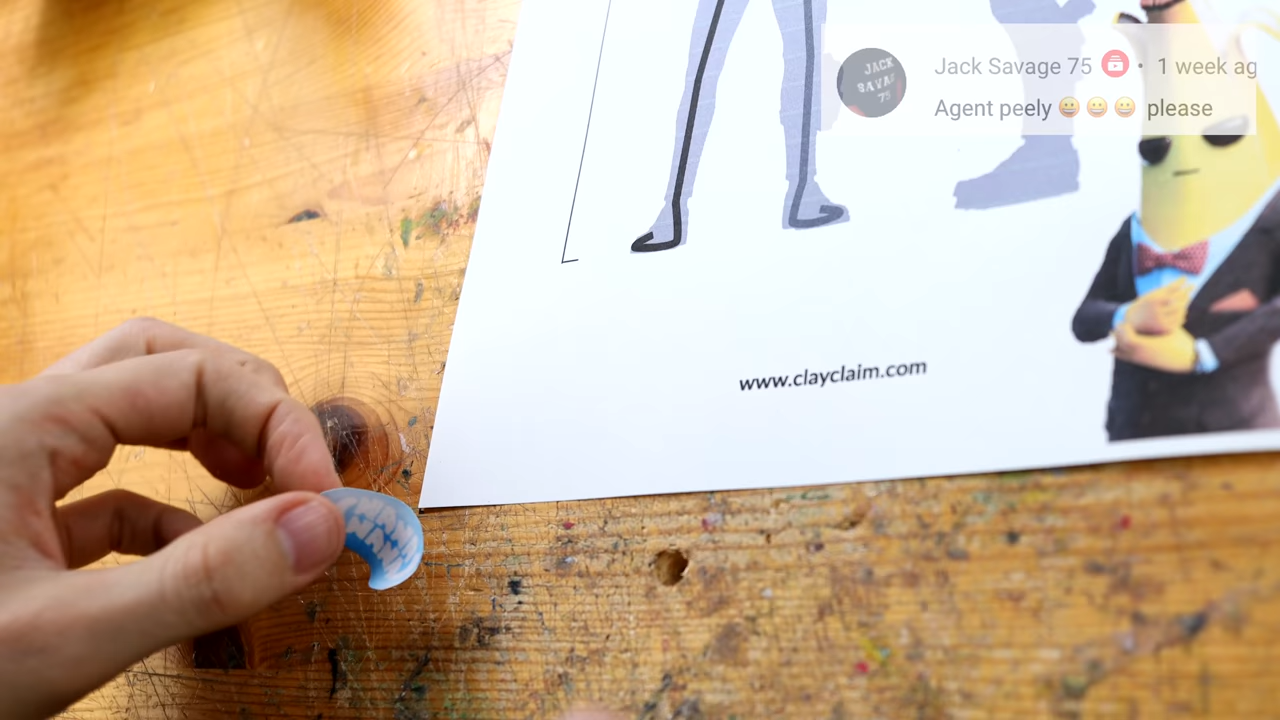 Jack Savage 75 • 1 week ag
Agent peely 😀😀😀 please
JACK
SAVA
75
www.clayclaim.com